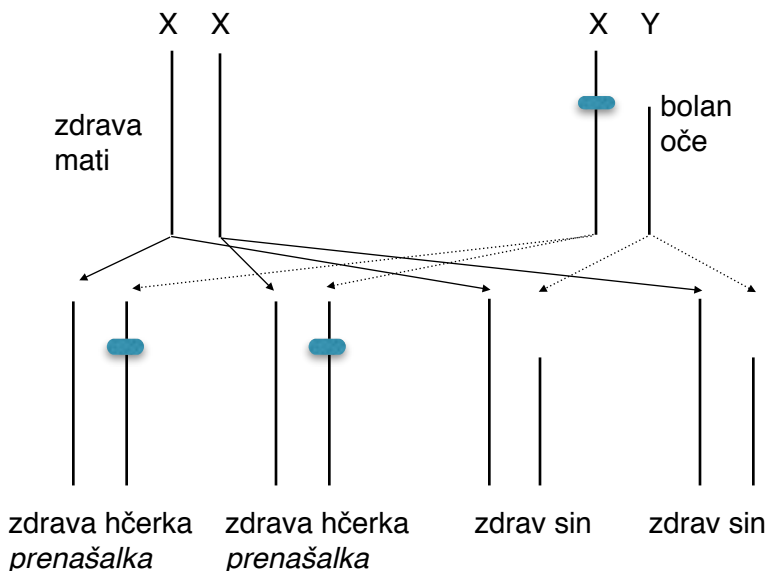 X X X Y
zdrava
mati
bolan
oče
zdrava hčerka
prenašalka
zdrava hčerka
prenašalka
zdrav sin
zdrav sin